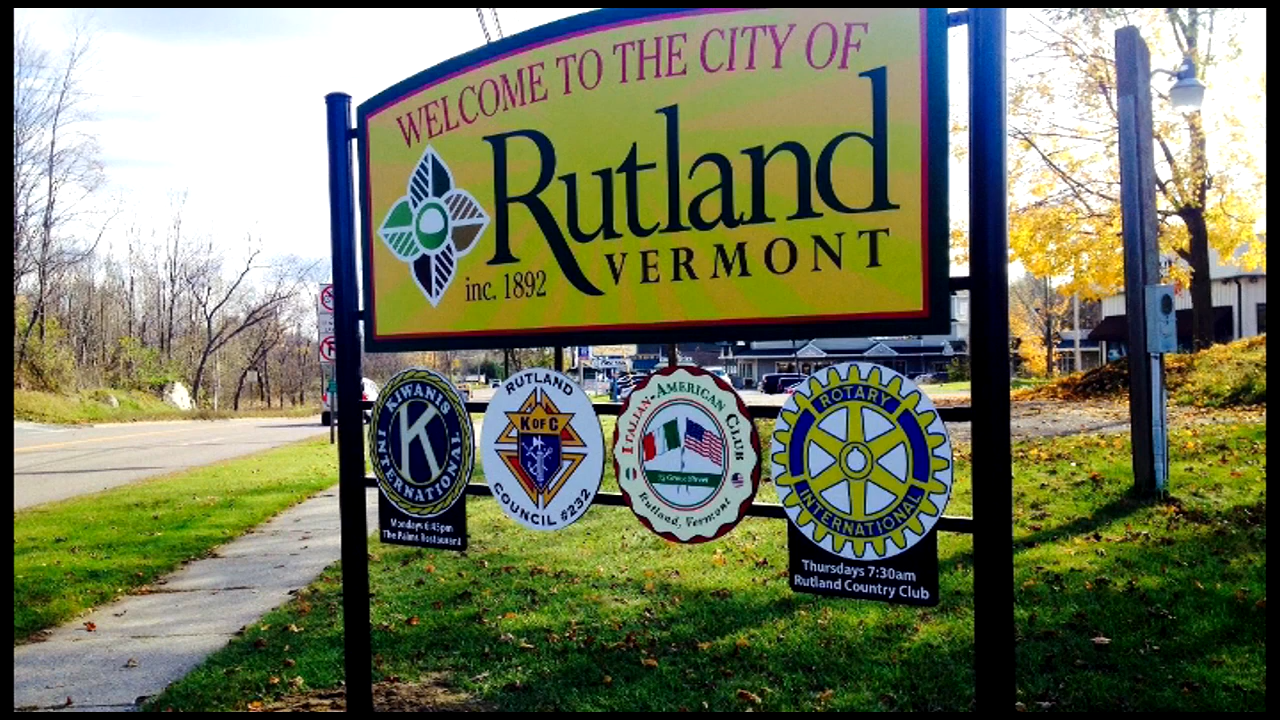 WELCOME TO THE CITY OF
Rutland
VERMONT
inc. 1892
KIWANIS
INTERNATIONAL
K
Mondays 6:45pm
The Palms Restaurant
RUTLAND
K OF C
COUNCIL #232
ITALIAN-AMERICAN CLUB
Rutland, Vermont
ROTARY
INTERNATIONAL
Thursdays 7:30am
Rutland Country Club